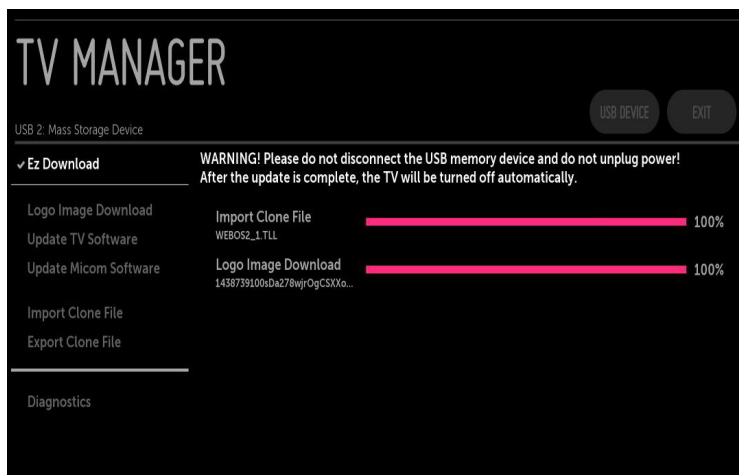 TV MANAGER
USB DEVICE
EXIT
USB 2: Mass Storage Device
✓ Ez Download
WARNING! Please do not disconnect the USB memory device and do not unplug power!
After the update is complete, the TV will be turned off automatically.
Logo Image Download
Update TV Software
Update Micom Software
Import Clone File
Export Clone File
Diagnostics
Import Clone File
100%
WEBOS2_1.TLL
Logo Image Download
100%
1438739100sDa278wjrOgCSXXo...